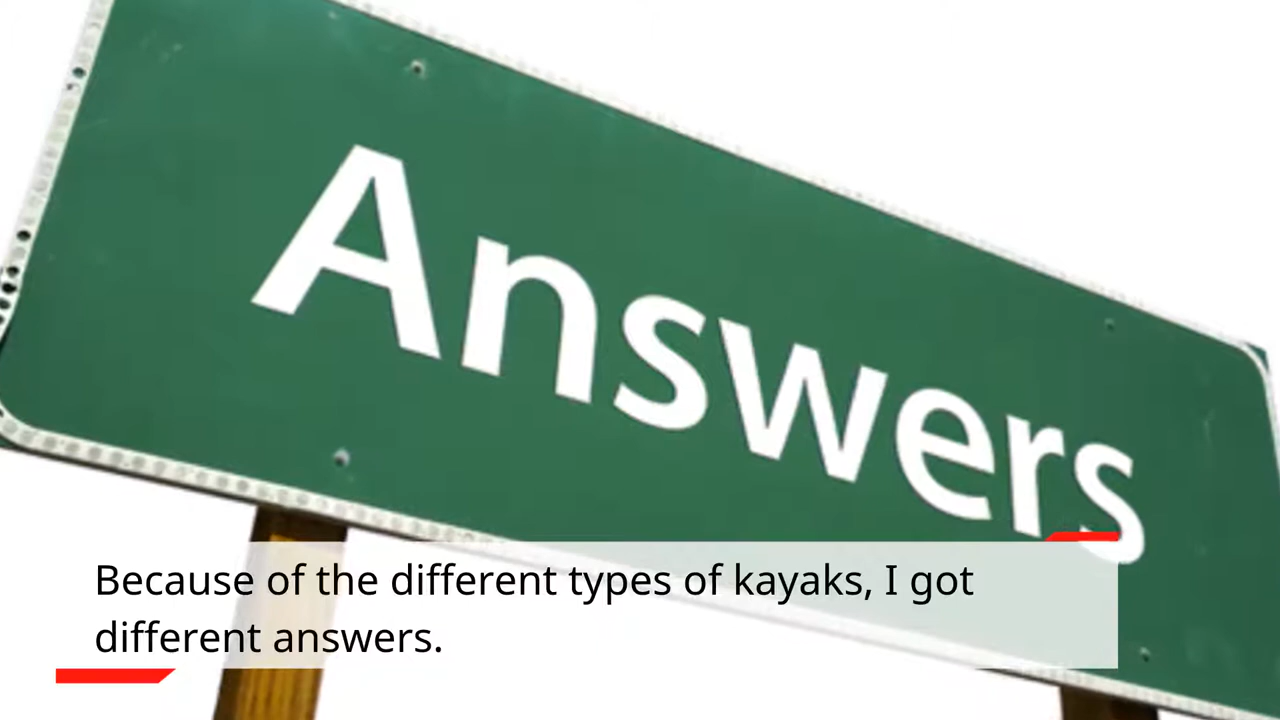 Answers
Because of the different types of kayaks, I got
different answers.